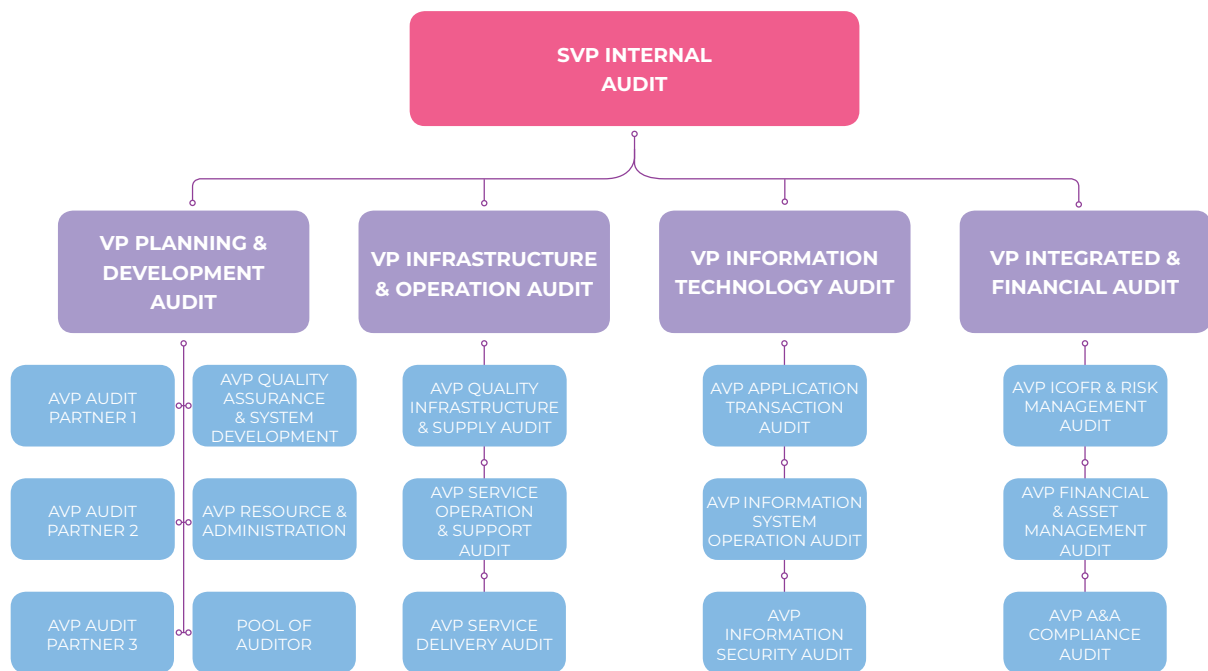 SVP INTERNAL
AUDIT
VP PLANNING &
DEVELOPMENT
AUDIT
VP INFRASTRUCTURE
& OPERATION AUDIT
VP INFORMATION
TECHNOLOGY AUDIT
VP INTEGRATED &
FINANCIAL AUDIT
AVP AUDIT
PARTNER 1
AVP QUALITY
ASSURANCE
& SYSTEM
DEVELOPMENT
AVP QUALITY
INFRASTRUCTURE
& SUPPLY AUDIT
AVP APPLICATION
TRANSACTION
AUDIT
AVP ICOFR & RISK
MANAGEMENT
AUDIT
AVP AUDIT
PARTNER 2
AVP RESOURCE &
ADMINISTRATION
AVP SERVICE
OPERATION
& SUPPORT
AUDIT
AVP INFORMATION
SYSTEM
OPERATION AUDIT
AVP FINANCIAL
& ASSET
MANAGEMENT
AUDIT
AVP AUDIT
PARTNER 3
POOL OF
AUDITOR
AVP SERVICE
DELIVERY AUDIT
AVP
INFORMATION
SECURITY AUDIT
AVP A&A
COMPLIANCE
AUDIT